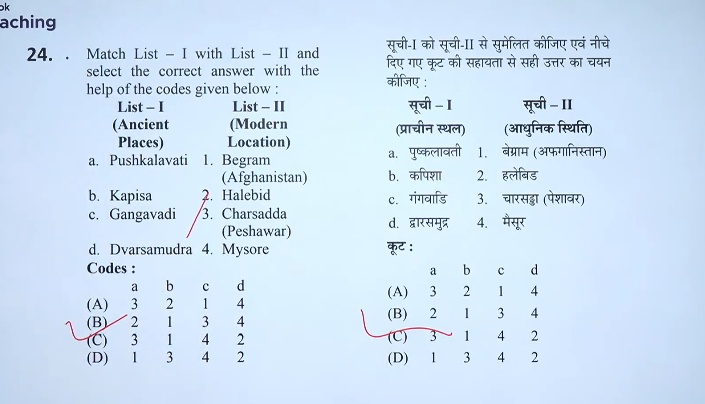 ok
aching
24. . Match List – I with List – II and
select the correct answer with the
help of the codes given below :
List – I List – II
(Ancient (Modern
Places) Location)
a. Pushkalavati 1. Begram
(Afghanistan)
b. Kapisa 2. Halebid
c. Gangavadi 3. Charsadda
(Peshawar)
d. Dvarsamudra 4. Mysore
Codes :
a b c d
(A) 3 2 1 4
(B) 2 1 3 4
(C) 3 1 4 2
(D) 1 3 4 2
सूची-I को सूची-II से सुमेलित कीजिए एवं नीचे
दिए गए कूट की सहायता से सही उत्तर का चयन
कीजिए :
सूची – I सूची – II
(प्राचीन स्थल) (आधुनिक स्थिति)
a. पुष्कलावती 1. बेग्राम (अफगानिस्तान)
b. कपिशा 2. हलेबिड
c. गंगवाडि 3. चारसड्डा (पेशावर)
d. द्वारसमुद्र 4. मैसूर
कूट :
a b c d
(A) 3 2 1 4
(B) 2 1 3 4
(C) 3 1 4 2
(D) 1 3 4 2